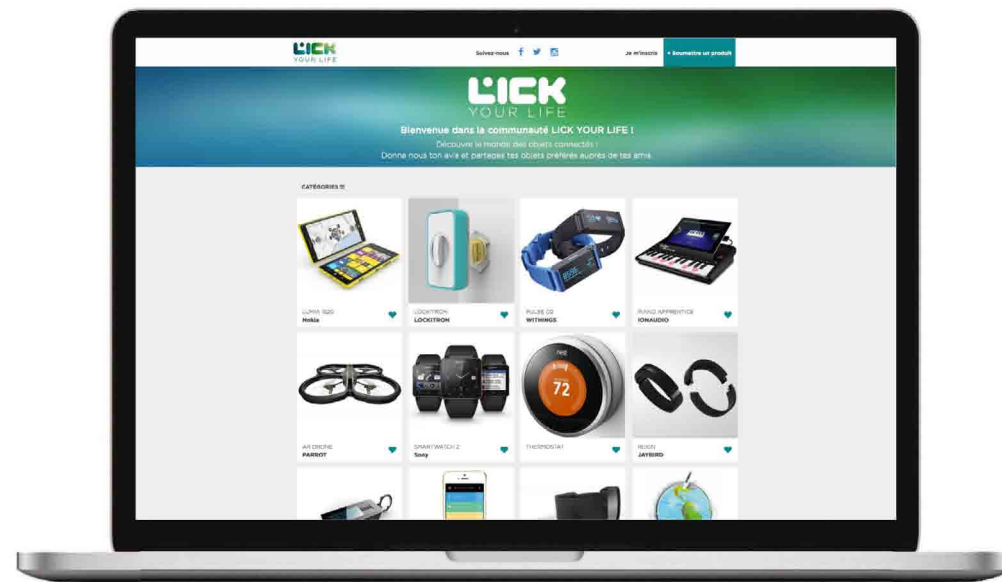 LICK
YOUR LIFE
Suivez-nous
Je m'inscris
+ Soumettre un produit
LICK
YOUR LIFE
Bienvenue dans la communauté LICK YOUR LIFE !
Découvre le monde des objets connectés !
Donne nous ton avis et partages tes objets préférés auprès de tes amis.
CATÉGORIES
LUMIA 1520
Nokia
LOCKITRON
LOCKITRON
PULSE O2
WITHINGS
PIANO APPRENTICE
IONAUDIO
AR DRONE
PARROT
SMARTWATCH 2
Sony
nest
72
THERMOSTAT
REIGN
JAYBIRD